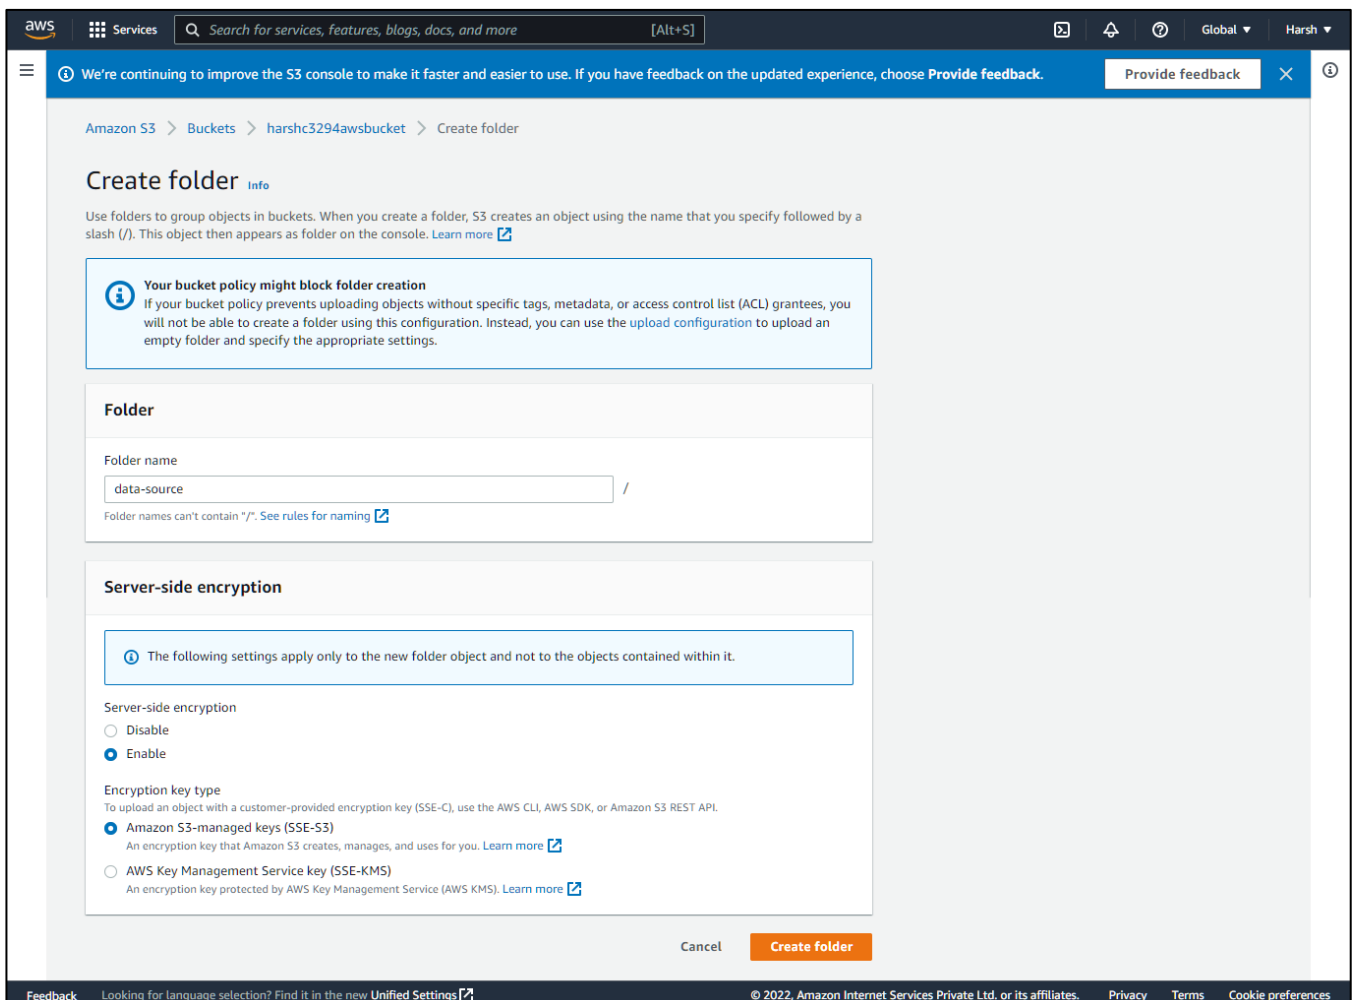 aws
Services
Search for services, features, blogs, docs, and more
[Alt+S]
Global ▼
Harsh ▼
We're continuing to improve the S3 console to make it faster and easier to use. If you have feedback on the updated experience, choose Provide feedback.
Provide feedback
Amazon S3 > Buckets > harshc3294awsbucket > Create folder
Create folder Info
Use folders to group objects in buckets. When you create a folder, S3 creates an object using the name that you specify followed by a
slash (/). This object then appears as folder on the console. Learn more
Your bucket policy might block folder creation
If your bucket policy prevents uploading objects without specific tags, metadata, or access control list (ACL) grantees, you
will not be able to create a folder using this configuration. Instead, you can use the upload configuration to upload an
empty folder and specify the appropriate settings.
Folder
Folder name
data-source /
Folder names can't contain "/". See rules for naming
Server-side encryption
The following settings apply only to the new folder object and not to the objects contained within it.
Server-side encryption
Disable
Enable
Encryption key type
To upload an object with a customer-provided encryption key (SSE-C), use the AWS CLI, AWS SDK, or Amazon S3 REST API.
Amazon S3-managed keys (SSE-S3)
An encryption key that Amazon S3 creates, manages, and uses for you. Learn more
AWS Key Management Service key (SSE-KMS)
An encryption key protected by AWS Key Management Service (AWS KMS). Learn more
Cancel
Create folder
Feedback
Looking for language selection? Find it in the new Unified Settings
© 2022, Amazon Internet Services Private Ltd. or its affiliates.
Privacy
Terms
Cookie preferences